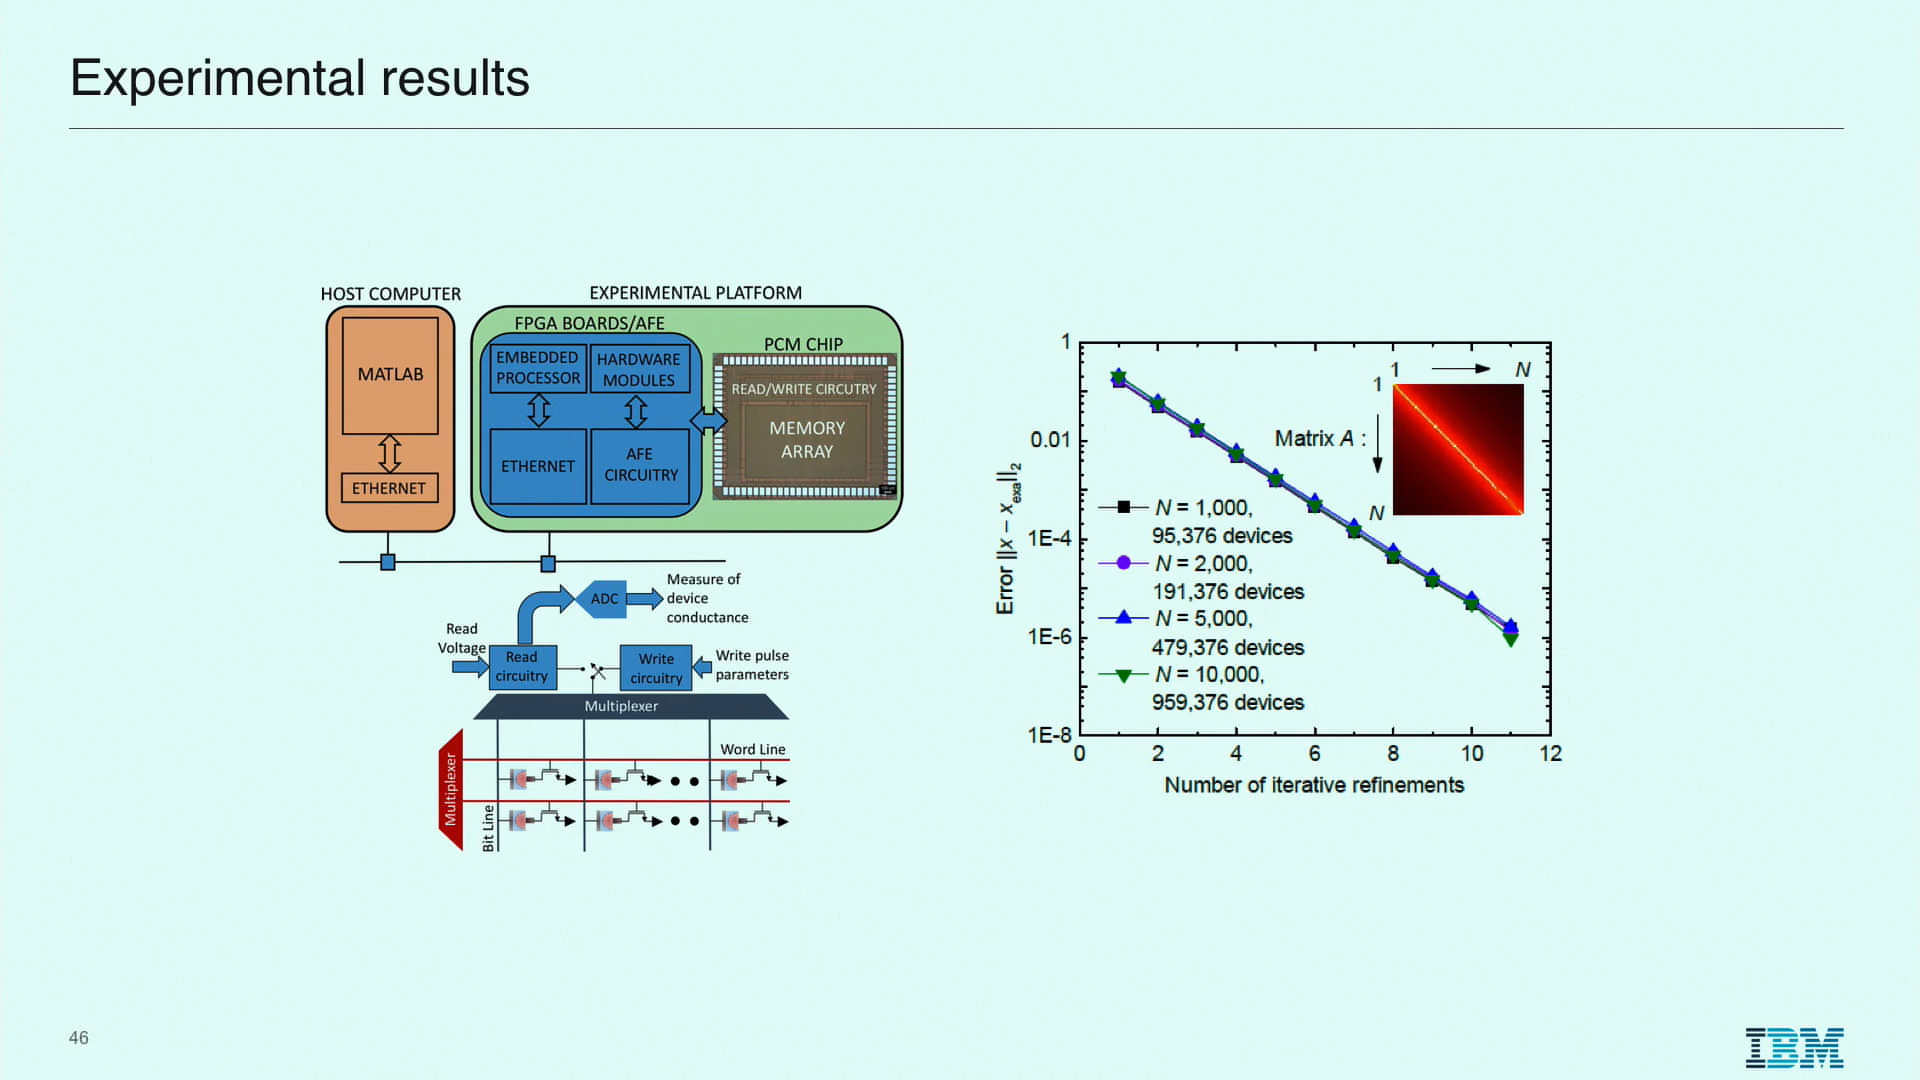 Experimental results
HOST COMPUTER
MATLAB
ETHERNET
EXPERIMENTAL PLATFORM
FPGA BOARDS/AFE
EMBEDDED
PROCESSOR
HARDWARE
MODULES
ETHERNET
AFE
CIRCUITRY
PCM CHIP
READ/WRITE CIRCUTRY
MEMORY
ARRAY
ADC
Measure of
device
conductance
Read
Voltage
Read
circuitry
Write
circuitry
Write pulse
parameters
Multiplexer
Multiplexer
Word Line
Bit Line
Error ||x – x_exa||_2
1
0.01
1E-4
1E-6
1E-8
0 2 4 6 8 10 12
Number of iterative refinements
Matrix A :
1 N
1
N
N = 1,000,
95,376 devices
N = 2,000,
191,376 devices
N = 5,000,
479,376 devices
N = 10,000,
959,376 devices
46
IBM